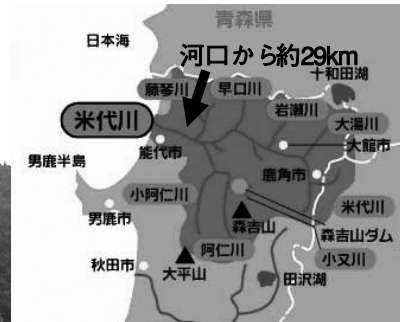 青森県
日本海
河口から約29km
十和田湖
藤琴川
早口川
岩瀬川
米代川
大湯川
能代市
大館市
男鹿半島
鹿角市
小阿仁川
米代川
男鹿市
森吉山
森吉山ダム
阿仁川
小又川
秋田市
太平山
田沢湖